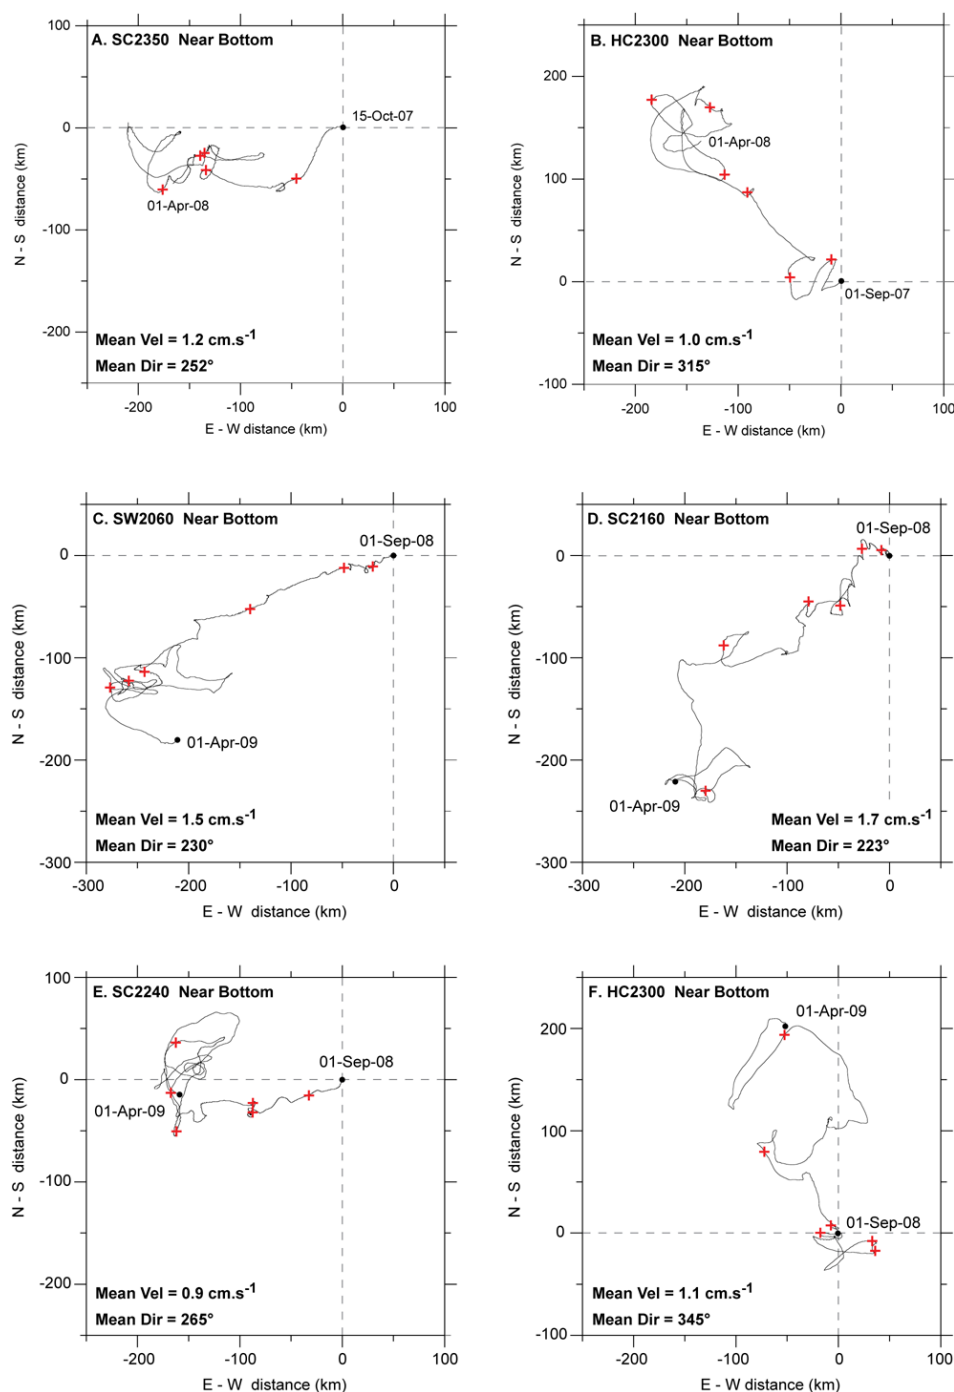 A. SC2350 Near Bottom
100
0
-100
-200
N - S distance (km)
15-Oct-07
01-Apr-08
Mean Vel = 1.2 cm.s-1
Mean Dir = 252°
-200 -100 0 100
E - W distance (km)
B. HC2300 Near Bottom
200
100
0
-100
N - S distance (km)
01-Apr-08
01-Sep-07
Mean Vel = 1.0 cm.s-1
Mean Dir = 315°
-200 -100 0 100
E - W distance (km)
C. SW2060 Near Bottom
0
-100
-200
-300
N - S distance (km)
01-Sep-08
01-Apr-09
Mean Vel = 1.5 cm.s-1
Mean Dir = 230°
-300 -200 -100 0
E - W distance (km)
D. SC2160 Near Bottom
0
-100
-200
-300
N - S distance (km)
01-Sep-08
01-Apr-09
Mean Vel = 1.7 cm.s-1
Mean Dir = 223°
-300 -200 -100 0
E - W distance (km)
E. SC2240 Near Bottom
100
0
-100
-200
N - S distance (km)
01-Sep-08
01-Apr-09
Mean Vel = 0.9 cm.s-1
Mean Dir = 265°
-200 -100 0 100
E - W distance (km)
F. HC2300 Near Bottom
200
100
0
-100
N - S distance (km)
01-Apr-09
01-Sep-08
Mean Vel = 1.1 cm.s-1
Mean Dir = 345°
-200 -100 0 100
E - W distance (km)